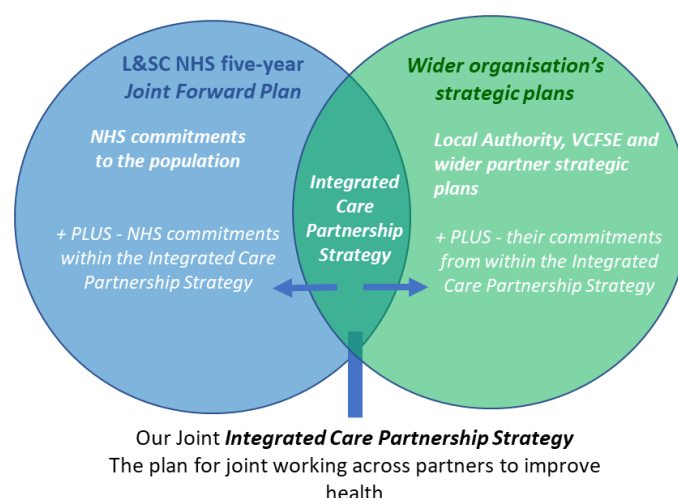 L&SC NHS five-year
Joint Forward Plan
NHS commitments
to the population
+ PLUS - NHS commitments
within the Integrated Care
Partnership Strategy
Integrated
Care
Partnership
Strategy
Wider organisation's
strategic plans
Local Authority, VCFSE and
wider partner strategic
plans
+ PLUS - their commitments
from within the Integrated
Care Partnership Strategy
Our Joint Integrated Care Partnership Strategy
The plan for joint working across partners to improve
health